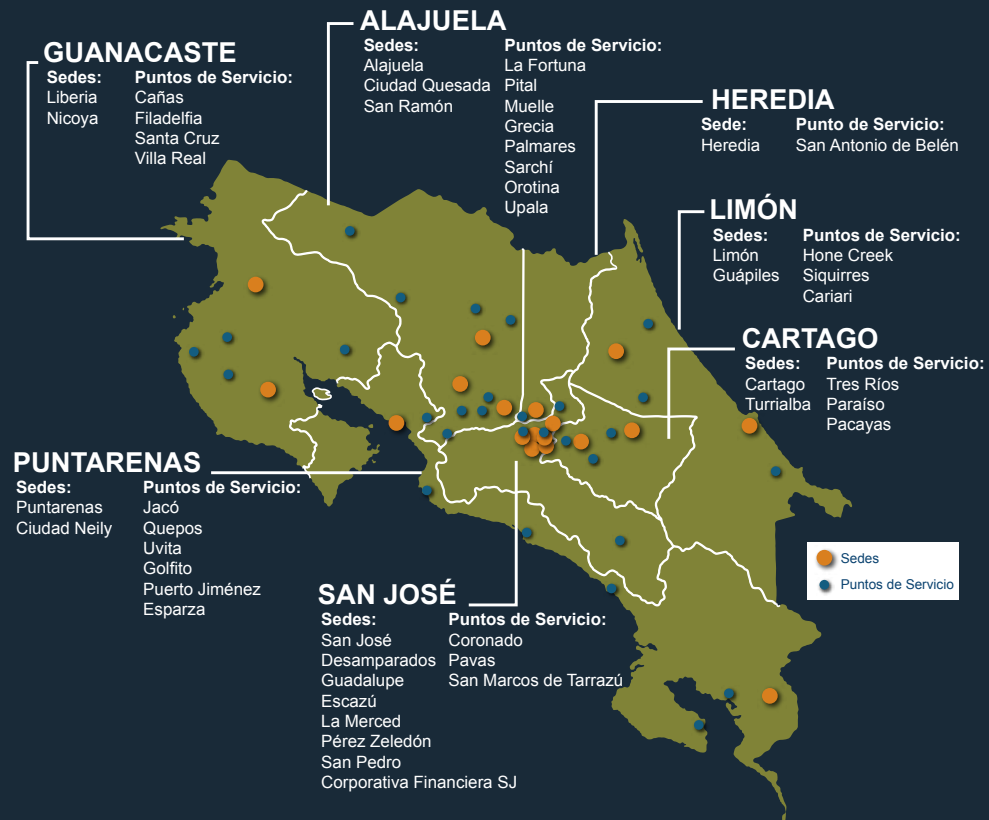 GUANACASTE
Sedes:
Liberia
Nicoya
Puntos de Servicio:
Cañas
Filadelfia
Santa Cruz
Villa Real
ALAJUELA
Sedes:
Alajuela
Ciudad Quesada
San Ramón
Puntos de Servicio:
La Fortuna
Pital
Muelle
Grecia
Palmares
Sarchí
Orotina
Upala
HEREDIA
Sede:
Heredia
Punto de Servicio:
San Antonio de Belén
LIMÓN
Sedes:
Limón
Guápiles
Puntos de Servicio:
Hone Creek
Siquirres
Cariari
CARTAGO
Sedes:
Cartago
Turrialba
Puntos de Servicio:
Tres Ríos
Paraíso
Pacayas
PUNTARENAS
Sedes:
Puntarenas
Ciudad Neily
Puntos de Servicio:
Jacó
Quepos
Uvita
Golfito
Puerto Jiménez
Esparza
SAN JOSÉ
Sedes:
San José
Desamparados
Guadalupe
Escazú
La Merced
Pérez Zeledón
San Pedro
Corporativa Financiera SJ
Puntos de Servicio:
Coronado
Pavas
San Marcos de Tarrazú
Sedes
Puntos de Servicio